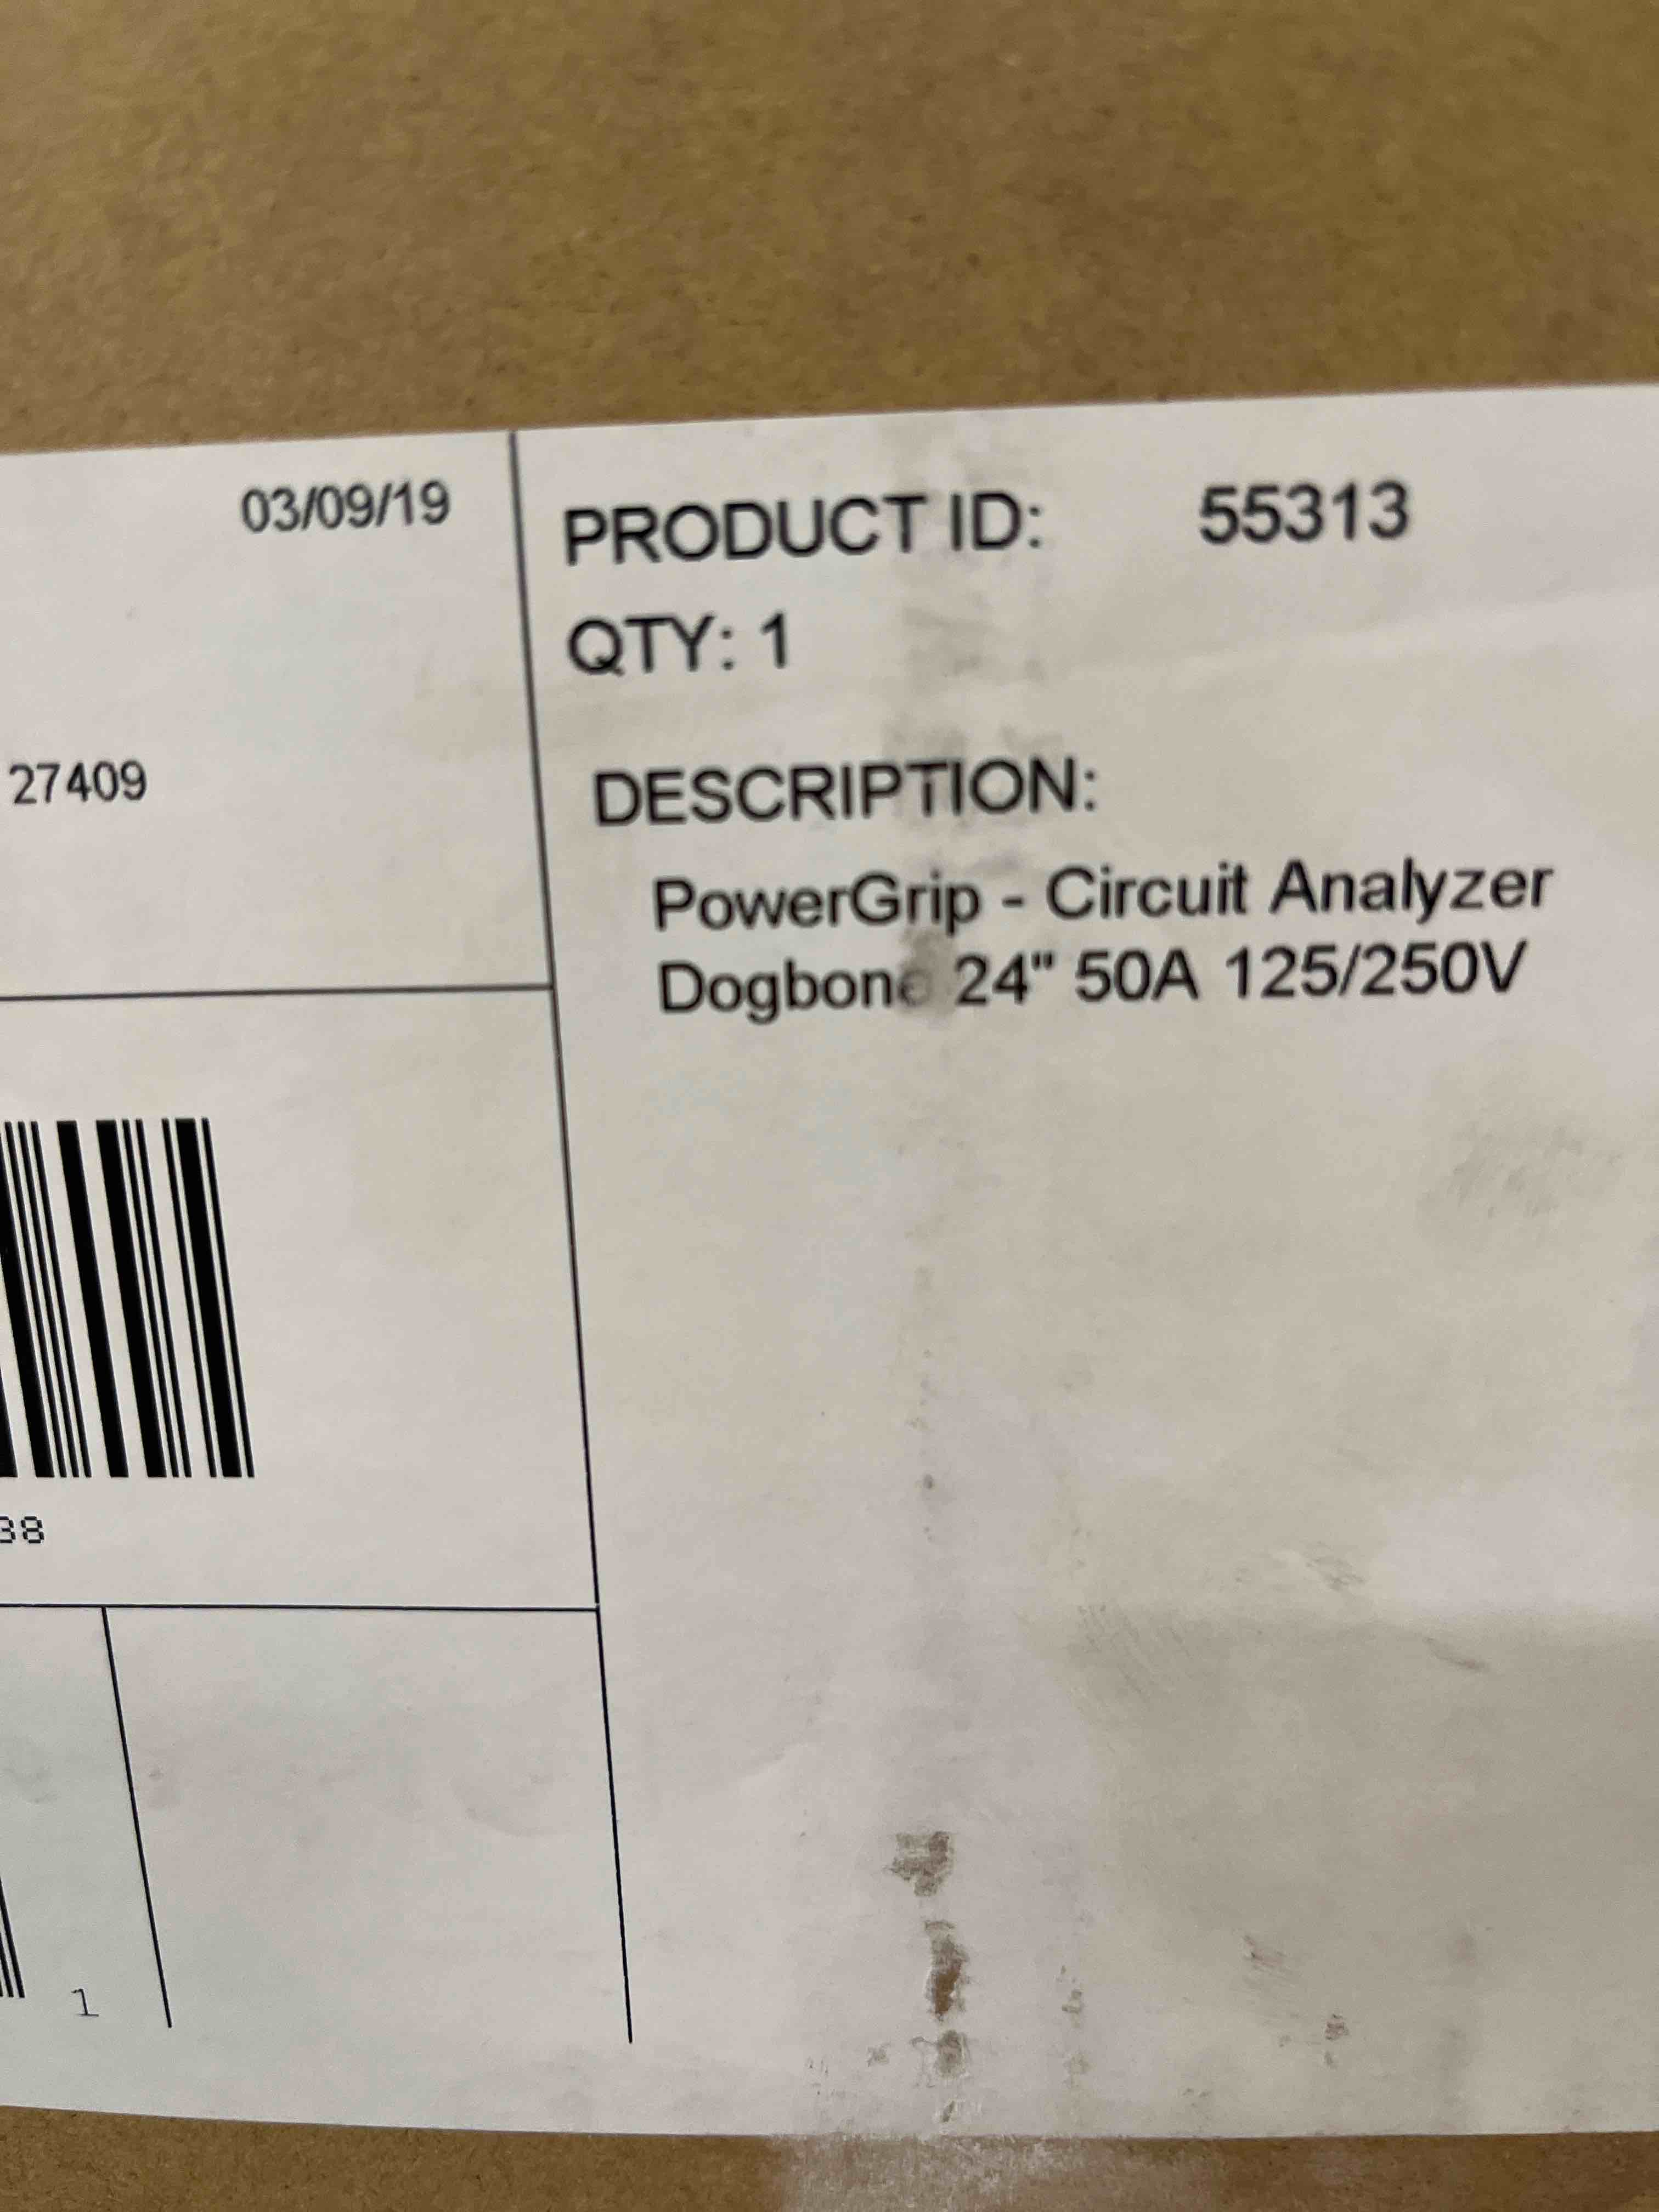 03/09/19
27409
38
1
PRODUCT ID: 55313
QTY: 1
DESCRIPTION:
PowerGrip - Circuit Analyzer
Dogbone 24" 50A 125/250V